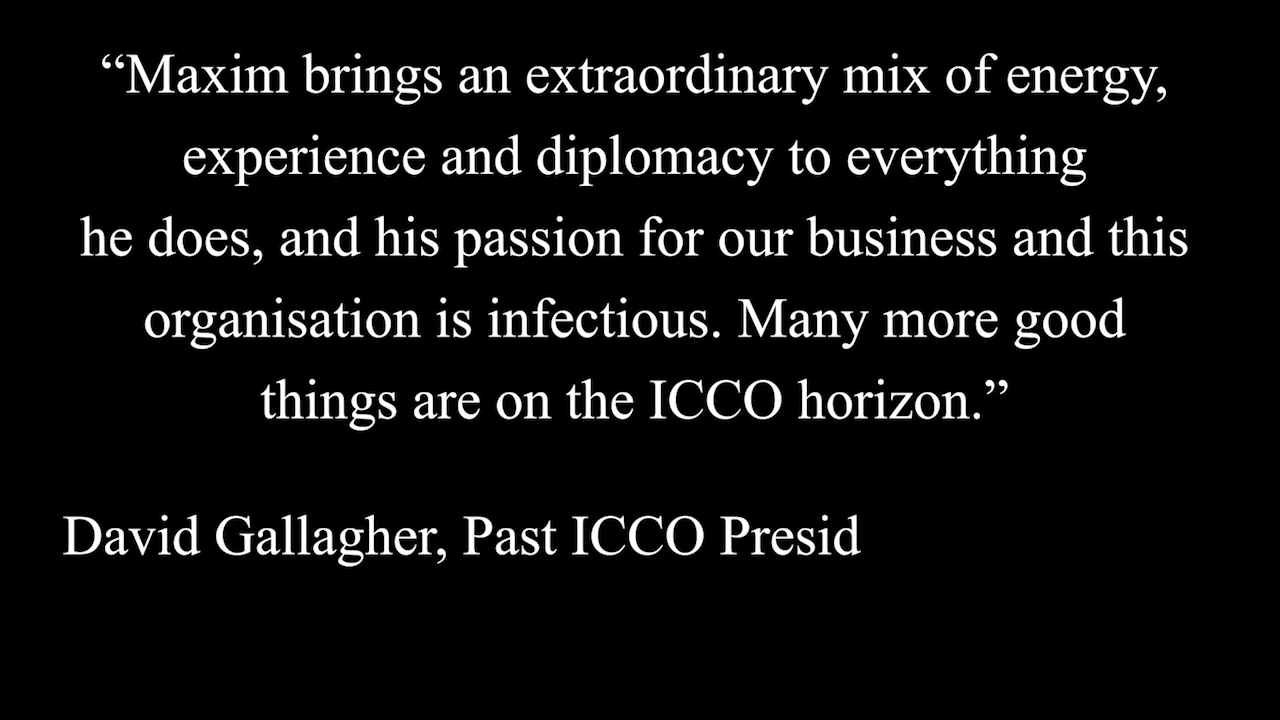 “Maxim brings an extraordinary mix of energy,
experience and diplomacy to everything
he does, and his passion for our business and this
organisation is infectious. Many more good
things are on the ICCO horizon.”
David Gallagher, Past ICCO Presid